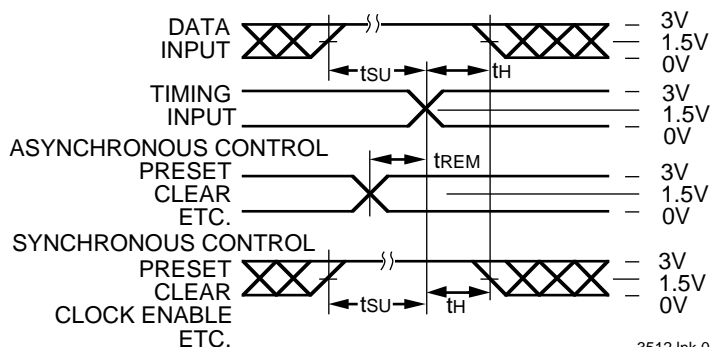 DATA
INPUT
tSU
tH
3V
1.5V
0V
TIMING
INPUT
3V
1.5V
0V
ASYNCHRONOUS CONTROL
PRESET
CLEAR
ETC.
tREM
3V
1.5V
0V
SYNCHRONOUS CONTROL
PRESET
CLEAR
CLOCK ENABLE
ETC.
tSU
tH
3V
1.5V
0V